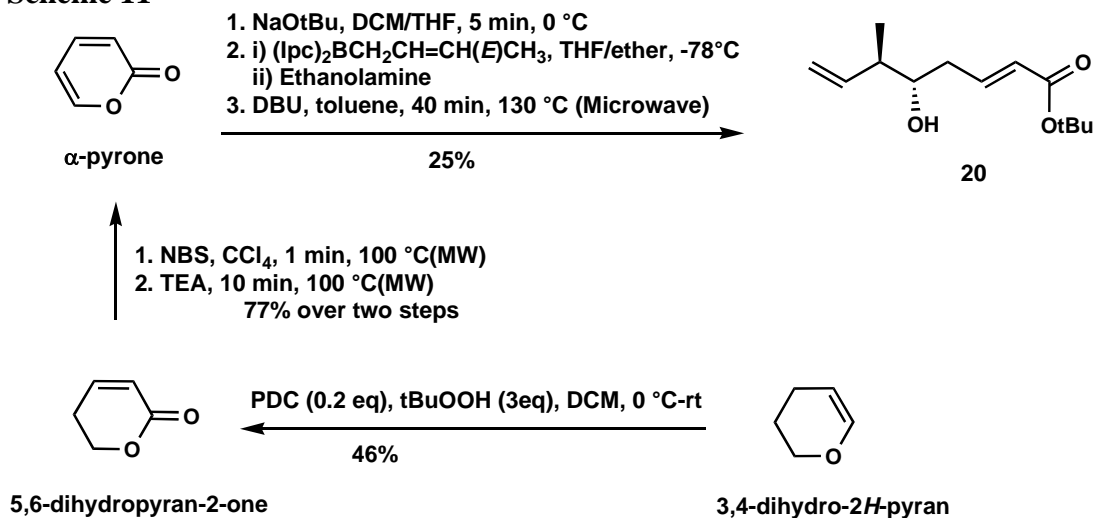 Scheme 11
1. NaOtBu, DCM/THF, 5 min, 0 °C
2. i) (Ipc)₂BCH₂CH=CH(E)CH₃, THF/ether, -78°C
ii) Ethanolamine
3. DBU, toluene, 40 min, 130 °C (Microwave)
25%
O
O
α-pyrone
OH
O
OtBu
20
1. NBS, CCl₄, 1 min, 100 °C(MW)
2. TEA, 10 min, 100 °C(MW)
77% over two steps
O
O
5,6-dihydropyran-2-one
PDC (0.2 eq), tBuOOH (3eq), DCM, 0 °C-rt
46%
O
3,4-dihydro-2H-pyran